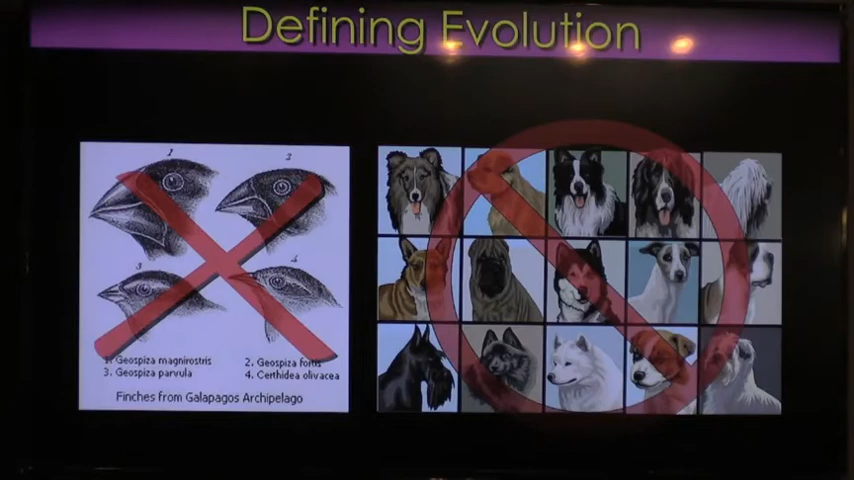 Defining Evolution
1
2
3
4
1. Geospiza magnirostris
2. Geospiza fortis
3. Geospiza parvula
4. Certhidea olivacea
Finches from Galapagos Archipelago